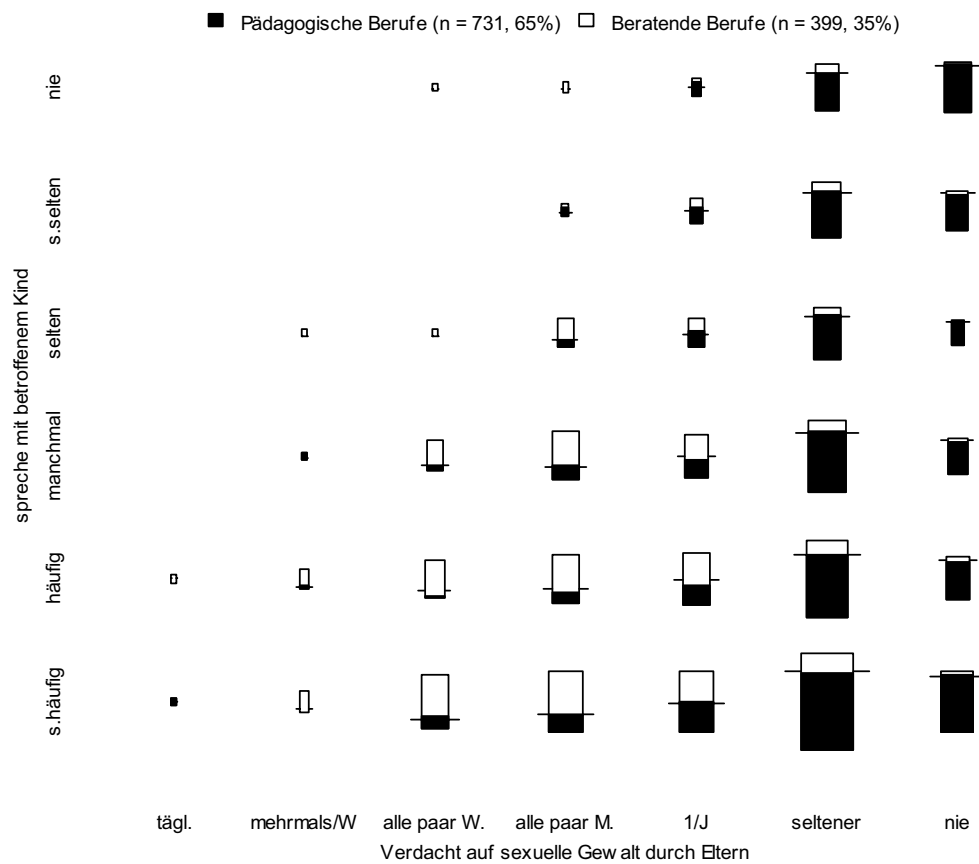 Pädagogische Berufe (n = 731, 65%) Beratende Berufe (n = 399, 35%)
spreche mit betroffenem Kind
nie
s.selten
selten
manchmal
häufig
s.häufig
tägl. mehrmals/W alle paar W. alle paar M. 1/J seltener nie
Verdacht auf sexuelle Gewalt durch Eltern